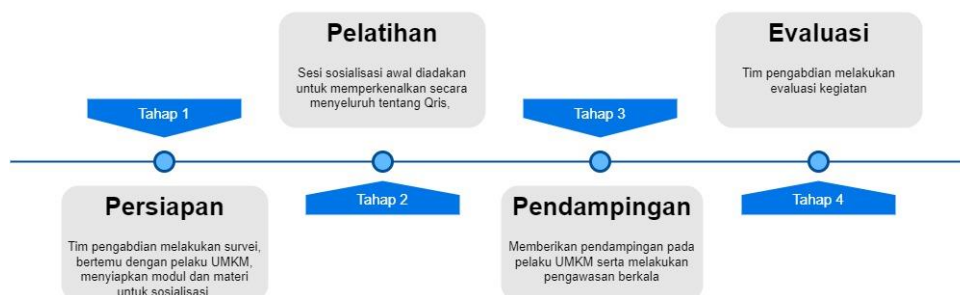 Tahap 1
Persiapan
Tim pengabdian melakukan survei,
bertemu dengan pelaku UMKM,
menyiapkan modul dan materi
untuk sosialisasi
Pelatihan
Sesi sosialisasi awal diadakan
untuk memperkenalkan secara
menyeluruh tentang Qris,
Tahap 2
Tahap 3
Pendampingan
Memberikan pendampingan pada
pelaku UMKM serta melakukan
pengawasan berkala
Evaluasi
Tim pengabdian melakukan
evaluasi kegiatan
Tahap 4